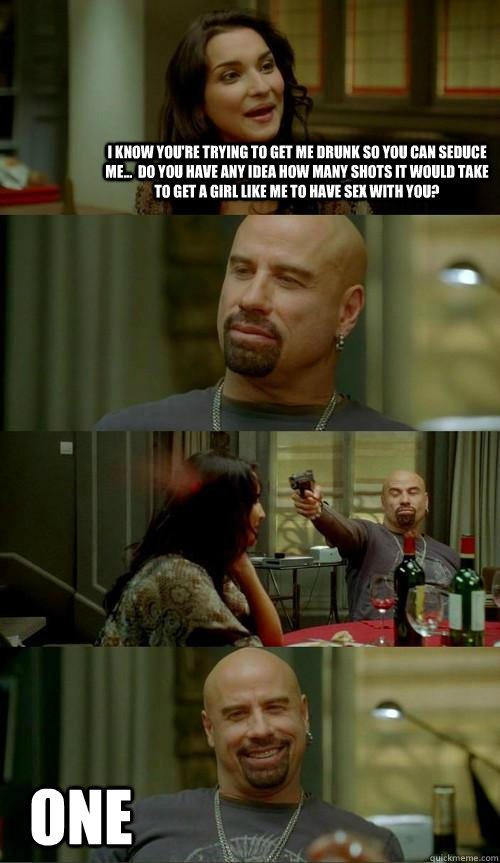 I KNOW YOU'RE TRYING TO GET ME DRUNK SO YOU CAN SEDUCE
ME... DO YOU HAVE ANY IDEA HOW MANY SHOTS IT WOULD TAKE
TO GET A GIRL LIKE ME TO HAVE SEX WITH YOU?
ONE
quickmeme.com